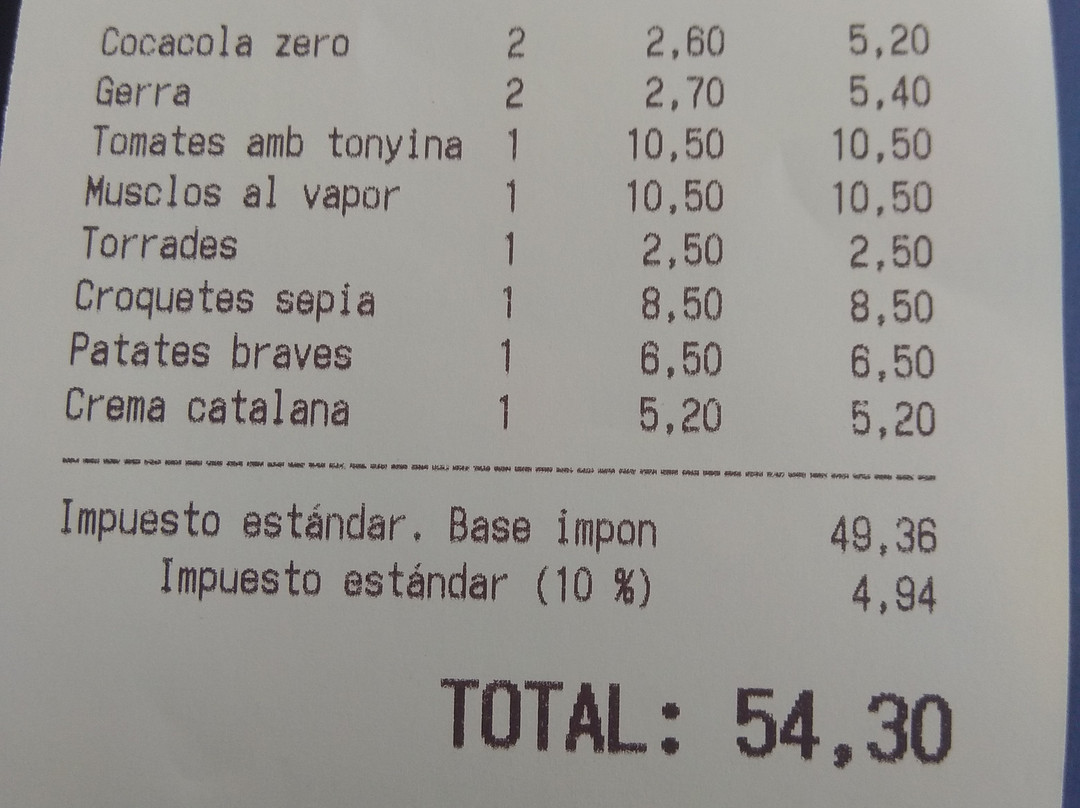 Cocacola zero 2 2,60 5,20
Gerra 2 2,70 5,40
Tomates amb tonyina 1 10,50 10,50
Musclos al vapor 1 10,50 10,50
Torrades 1 2,50 2,50
Croquetes sepia 1 8,50 8,50
Patates braves 1 6,50 6,50
Crema catalana 1 5,20 5,20
Impuesto estándar. Base impon 49,36
Impuesto estándar (10 %) 4,94
TOTAL: 54,30